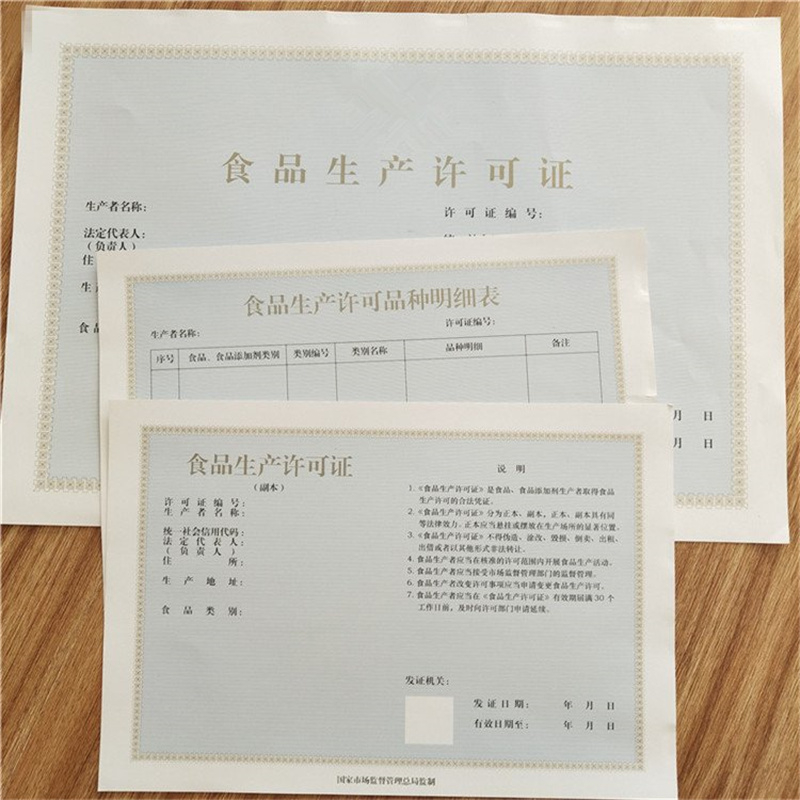 食品生产许可证
生产者名称：
许可证编号：
法定代表人：
（负责人）
住
生
食
月 日
月 日
食品生产许可品种明细表
生产者名称：
许可证编号：
序号 食品、食品添加剂类别 类别编号 类别名称 品种明细 备注
食品生产许可证
（副本）
许可证编号：
生产者名称：
统一社会信用代码：
法定代表人：
（负责人）
住所：
生产地址：
食品类别：
说 明
1.《食品生产许可证》是食品、食品添加剂生产者取得食品
生产许可的合法凭证。
2.《食品生产许可证》分为正本、副本，正本、副本具有同
等法律效力。正本应当悬挂或摆放在生产场所的显著位置。
3.《食品生产许可证》不得伪造、涂改、毁损、倒卖、出租、
出借或者以其他形式非法转让。
4. 食品生产者应当在核准的许可范围内开展食品生产活动。
5. 食品生产者应当接受市场监督管理部门的监督管理。
6. 食品生产者改变许可事项应当申请变更食品生产许可。
7. 食品生产者应当在《食品生产许可证》有效期届满30个
工作日前，及时向许可部门申请延续。
发证机关：
发证日期： 年 月 日
有效日期至： 年 月 日
国家市场监督管理总局监制